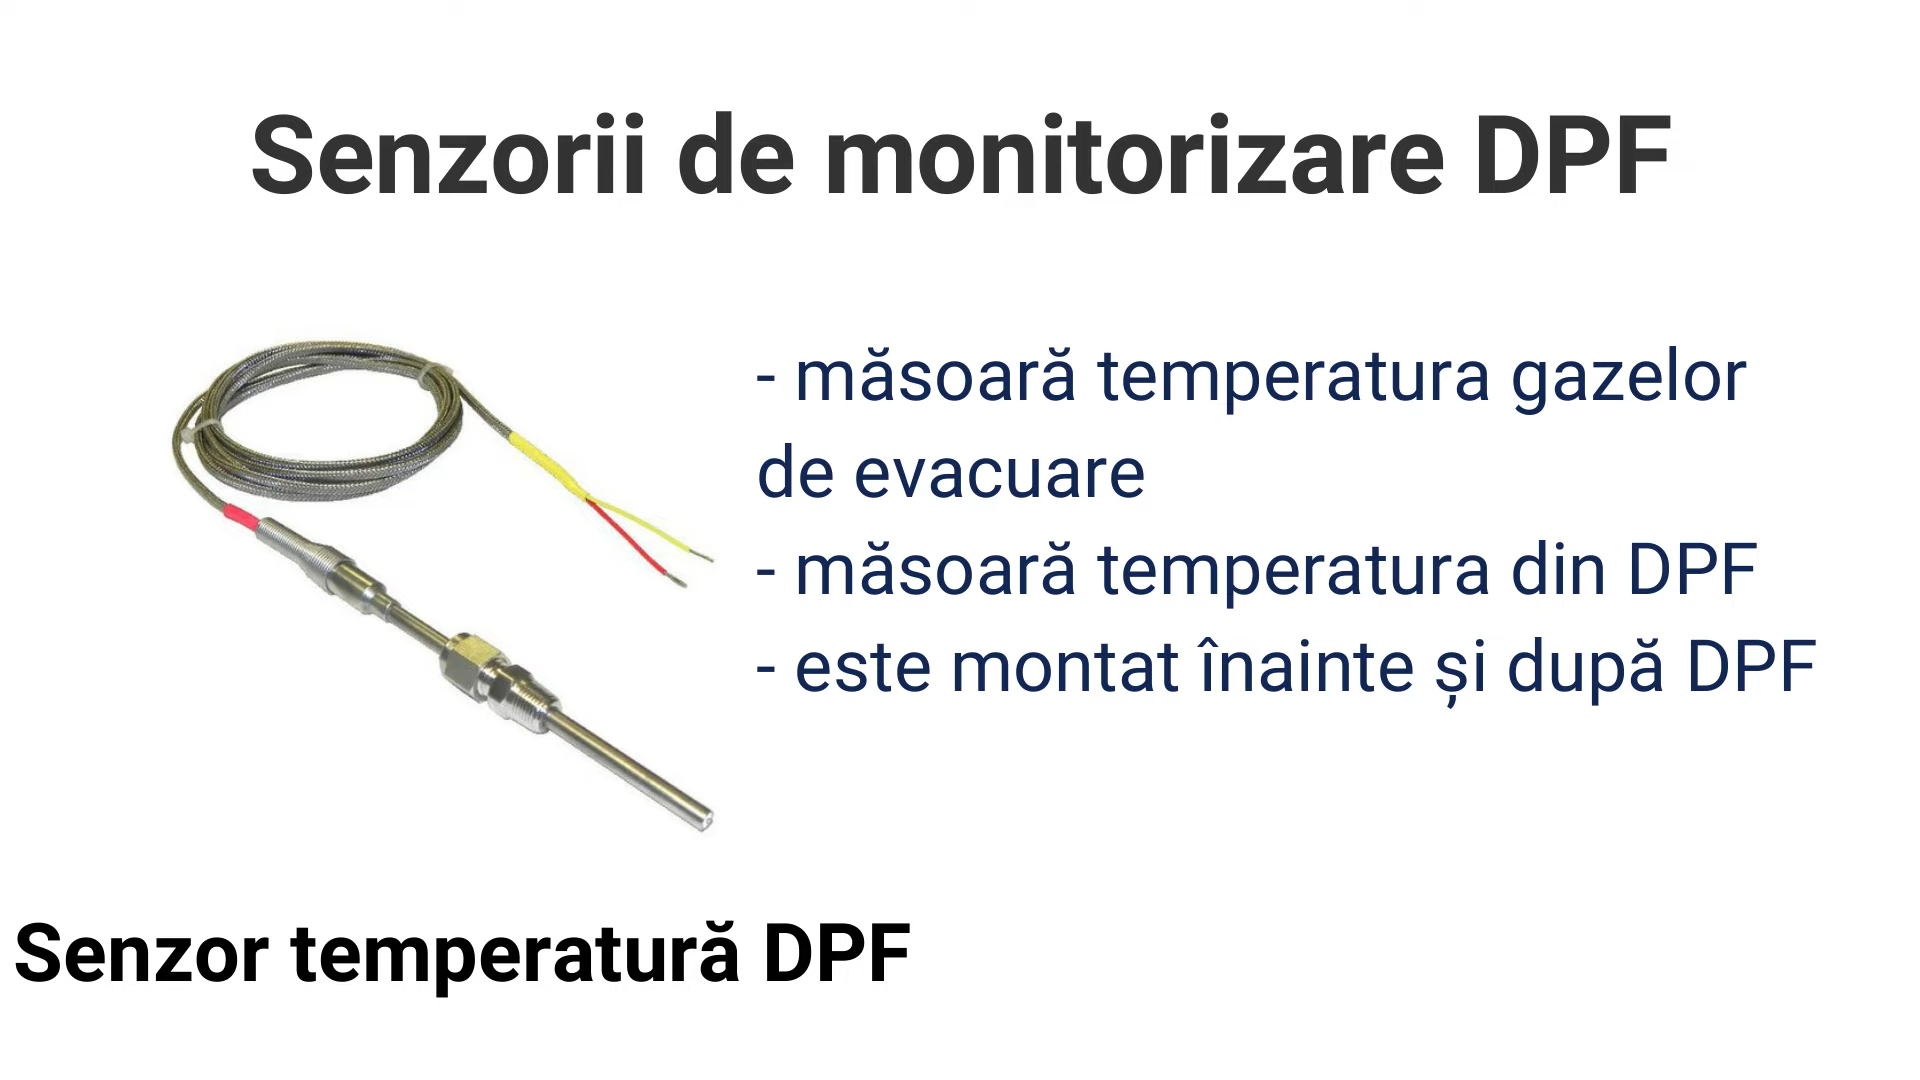 Senzorii de monitorizare DPF
- măsoară temperatura gazelor
de evacuare
- măsoară temperatura din DPF
- este montat înainte și după DPF
Senzor temperatură DPF